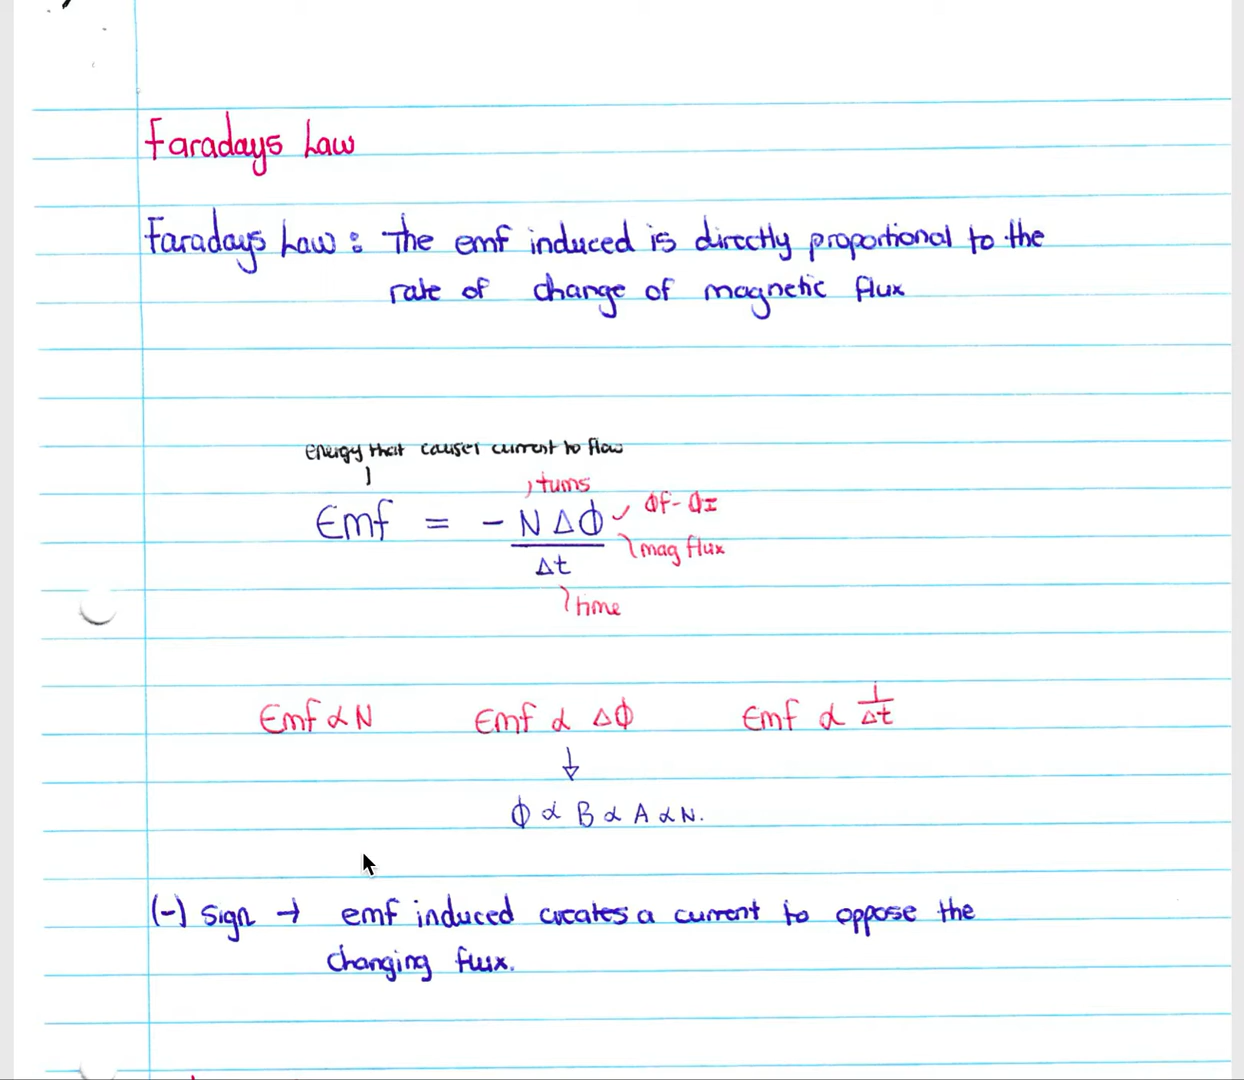 Faradays Law
Faradays Law : The emf induced is directly proportional to the
rate of change of magnetic flux
energy that causes current to flow
turns
Emf = - NΔΦ
Φf - Φi
mag flux
Δt
time
Emf ∝ N Emf ∝ ΔΦ Emf ∝ 1/Δt
↓
Φ ∝ B ∝ A ∝ N.
(-) sign → emf induced creates a current to oppose the
changing flux.